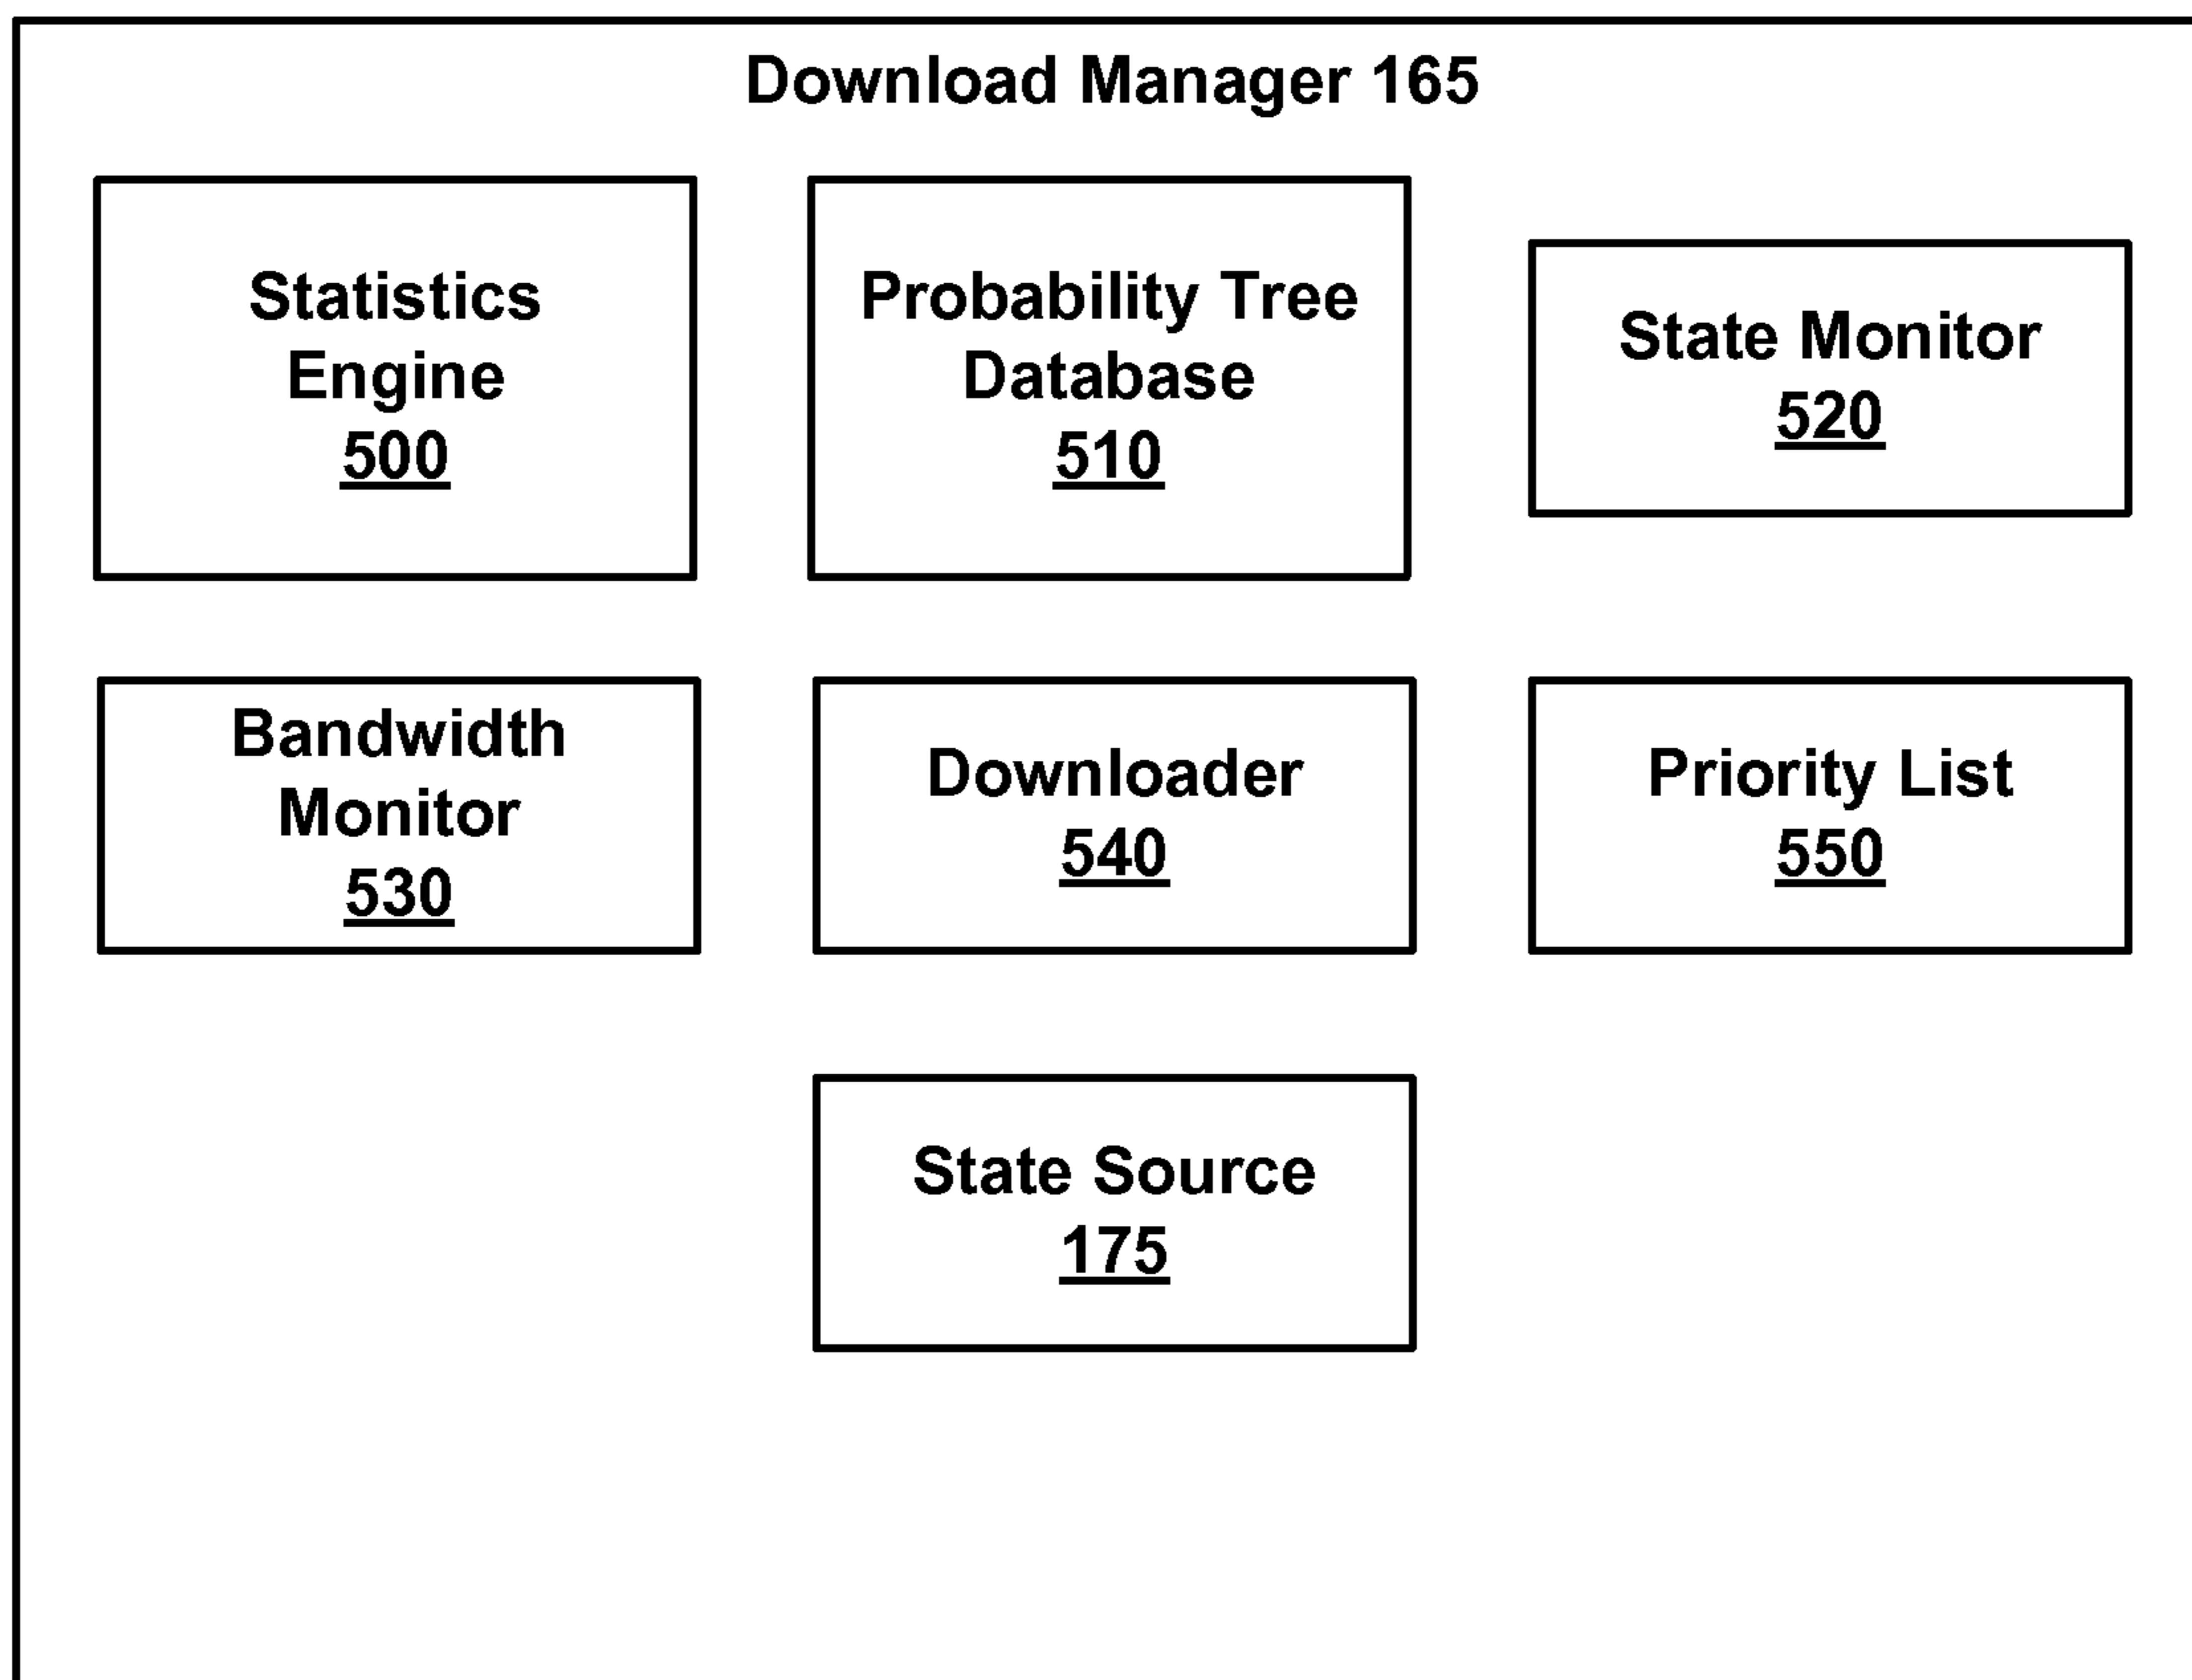 Download Manager 165
Statistics
Engine
500
Probability Tree
Database
510
State Monitor
520
Bandwidth
Monitor
530
Downloader
540
Priority List
550
State Source
175